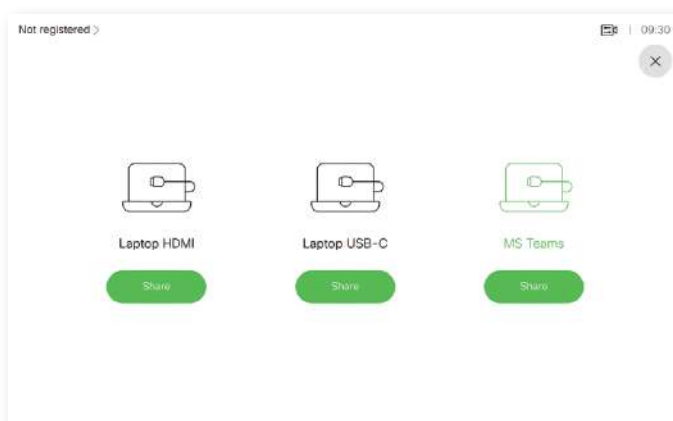 Not registered >
09:30
Laptop HDMI
Laptop USB-C
MS Teams
Share
Share
Share